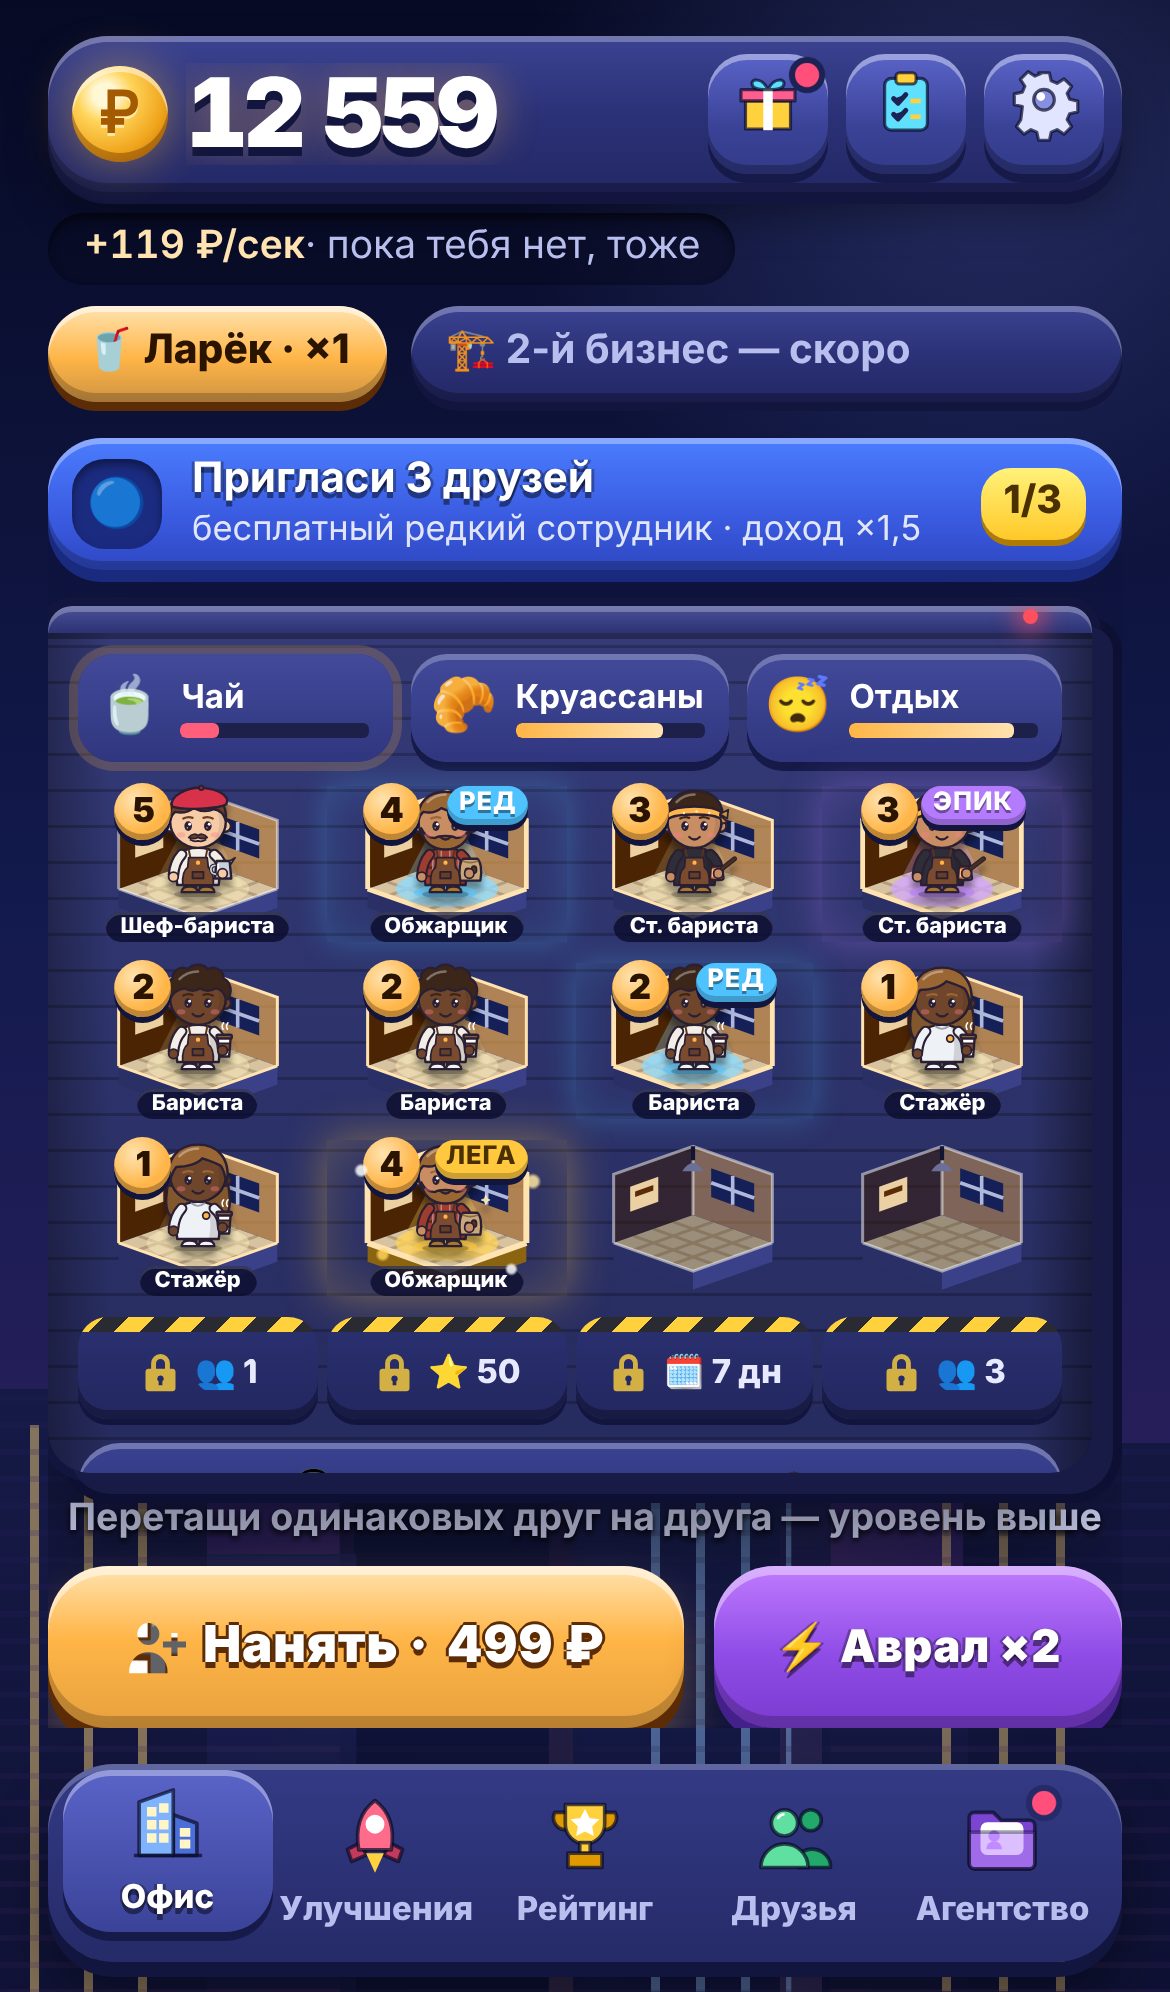 ₽ 12 559
+119 ₽/сек · пока тебя нет, тоже
Ларёк · ×1
2-й бизнес — скоро
Пригласи 3 друзей
бесплатный редкий сотрудник · доход ×1,5
1/3
Чай
Круассаны
Отдых
5
4 РЕД
3
3 ЭПИК
Шеф-бариста
Обжарщик
Ст. бариста
Ст. бариста
2
2
2 РЕД
1
Бариста
Бариста
Бариста
Стажёр
1
4 ЛЕГА
Стажёр
Обжарщик
1
50
7 дн
3
Перетащи одинаковых друг на друга — уровень выше
Нанять · 499 ₽
Аврал ×2
Офис
Улучшения
Рейтинг
Друзья
Агентство